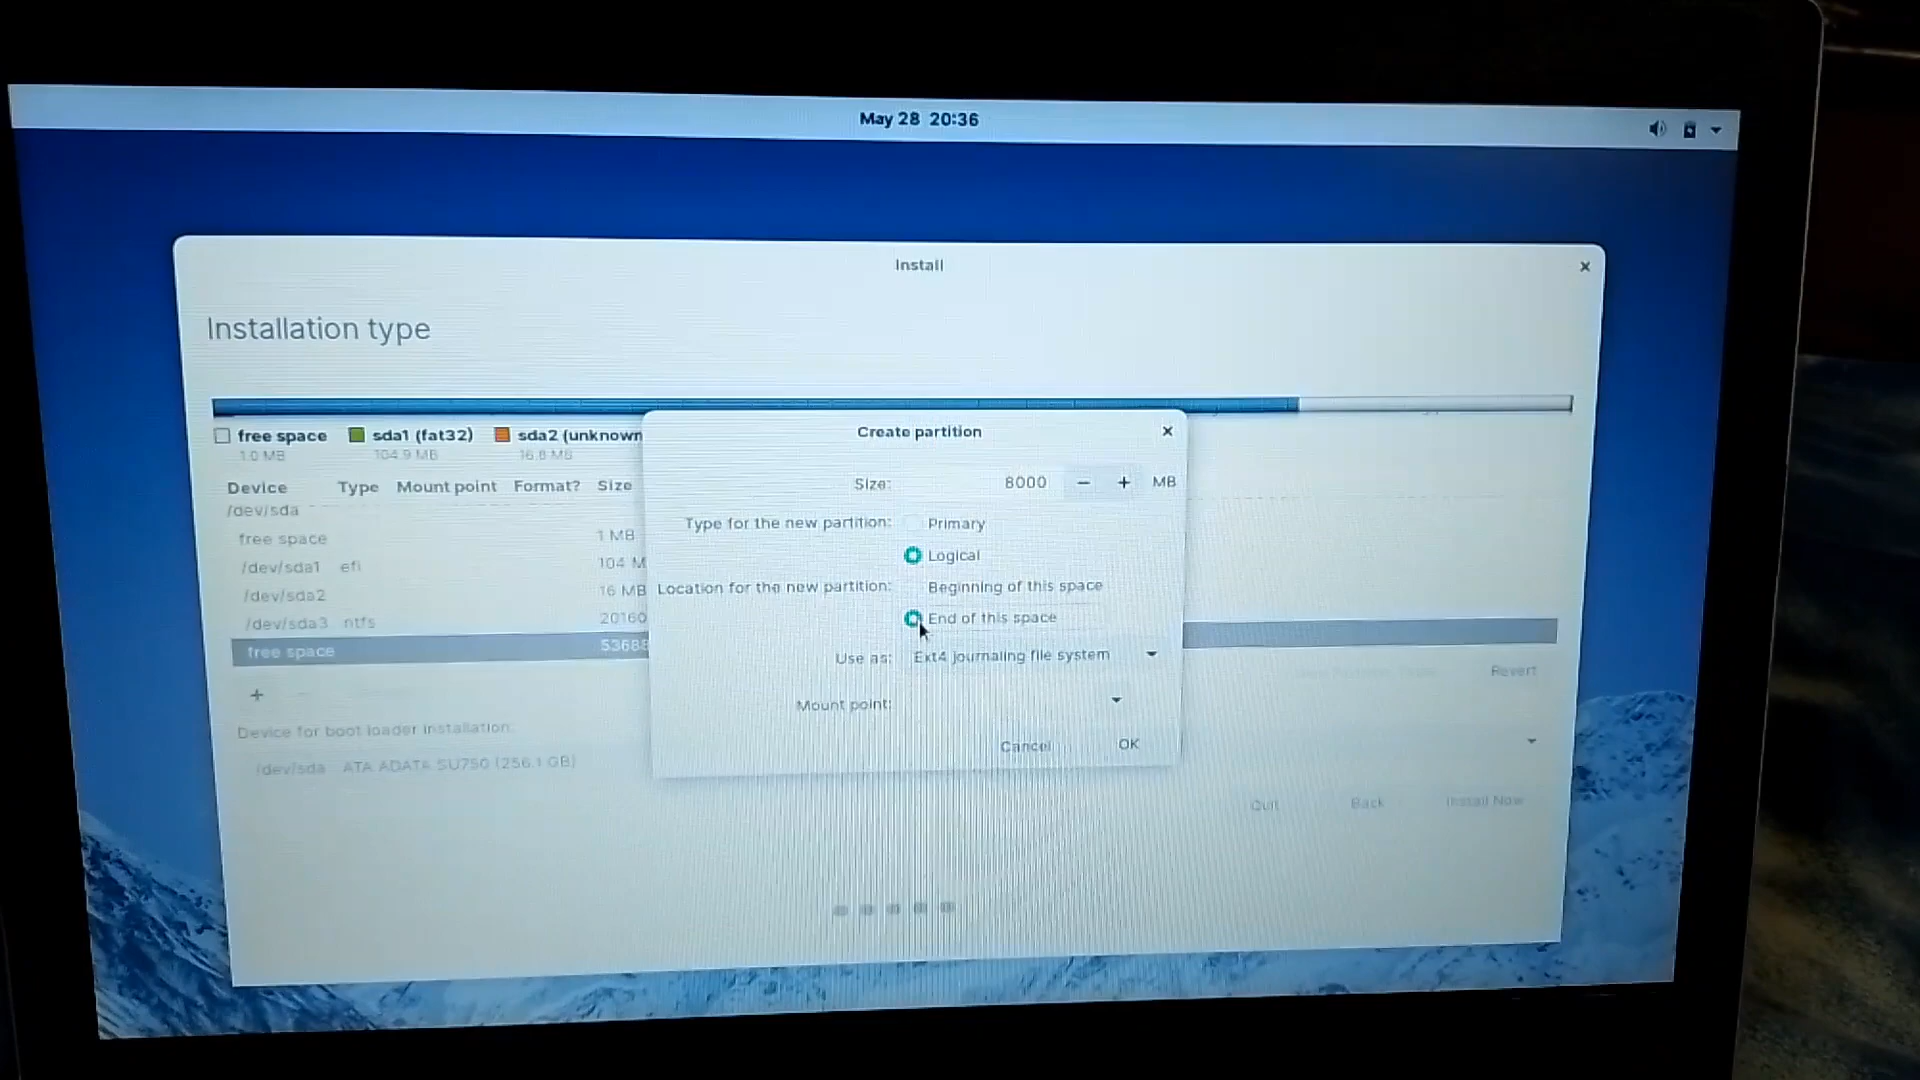 May 28 20:36
Install
Installation type
free space sda1 (fat32) sda2 (unknown
1.0 MB 104.9 MB 16.8 MB
Device Type Mount point Format? Size
/dev/sda
free space 1 MB
/dev/sda1 efi 104 M
/dev/sda2 16 MB
/dev/sda3 ntfs 20160
free space 53688
+
Revert
Device for boot loader installation:
/dev/sda ATA ADATA SU750 (256.1 GB)
Quit Back Install Now
Create partition
Size: 8000 − + MB
Type for the new partition: Primary
Logical
Location for the new partition: Beginning of this space
End of this space
Use as: Ext4 journaling file system
Mount point:
Cancel OK